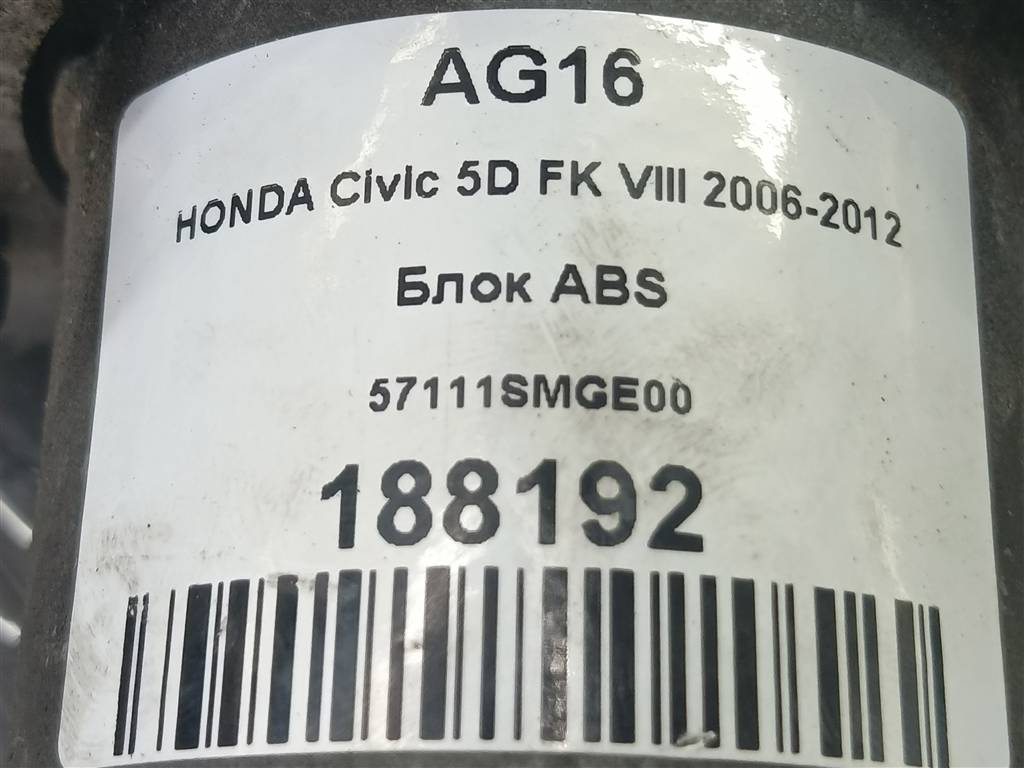 AG16
HONDA Civic 5D FK VIII 2006-2012
Блок ABS
57111SMGE00
188192